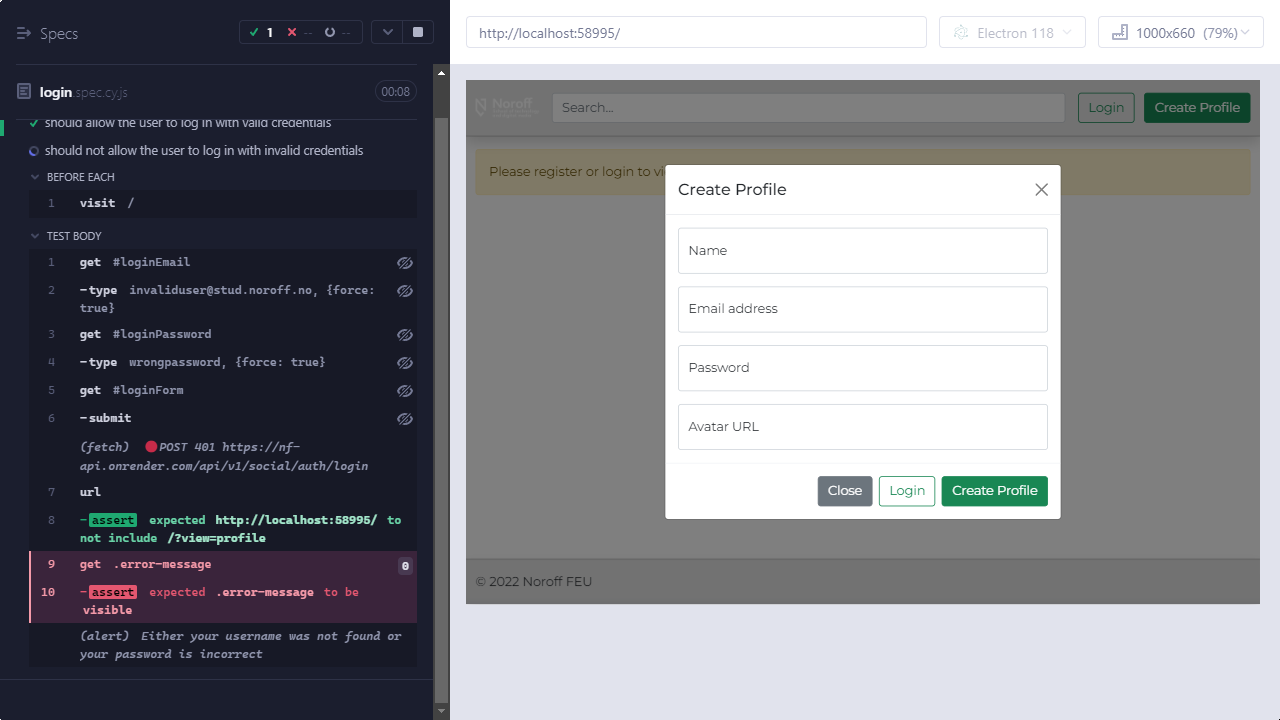 Specs
1 -- --
login.spec.cy.js
00:08
should allow the user to log in with valid credentials
should not allow the user to log in with invalid credentials
BEFORE EACH
1 visit /
TEST BODY
1 get #loginEmail
2 -type invaliduser@stud.noroff.no, {force:
true}
3 get #loginPassword
4 -type wrongpassword, {force: true}
5 get #loginForm
6 -submit
(fetch) POST 401 https://nf-
api.onrender.com/api/v1/social/auth/login
7 url
8 -assert expected http://localhost:58995/ to
not include /?view=profile
9 get .error-message 0
10 -assert expected .error-message to be
visible
(alert) Either your username was not found or
your password is incorrect
http://localhost:58995/
Electron 118
1000x660 (79%)
Noroff
Search...
Login
Create Profile
Please register or login to vi
Create Profile
Name
Email address
Password
Avatar URL
Close
Login
Create Profile
© 2022 Noroff FEU